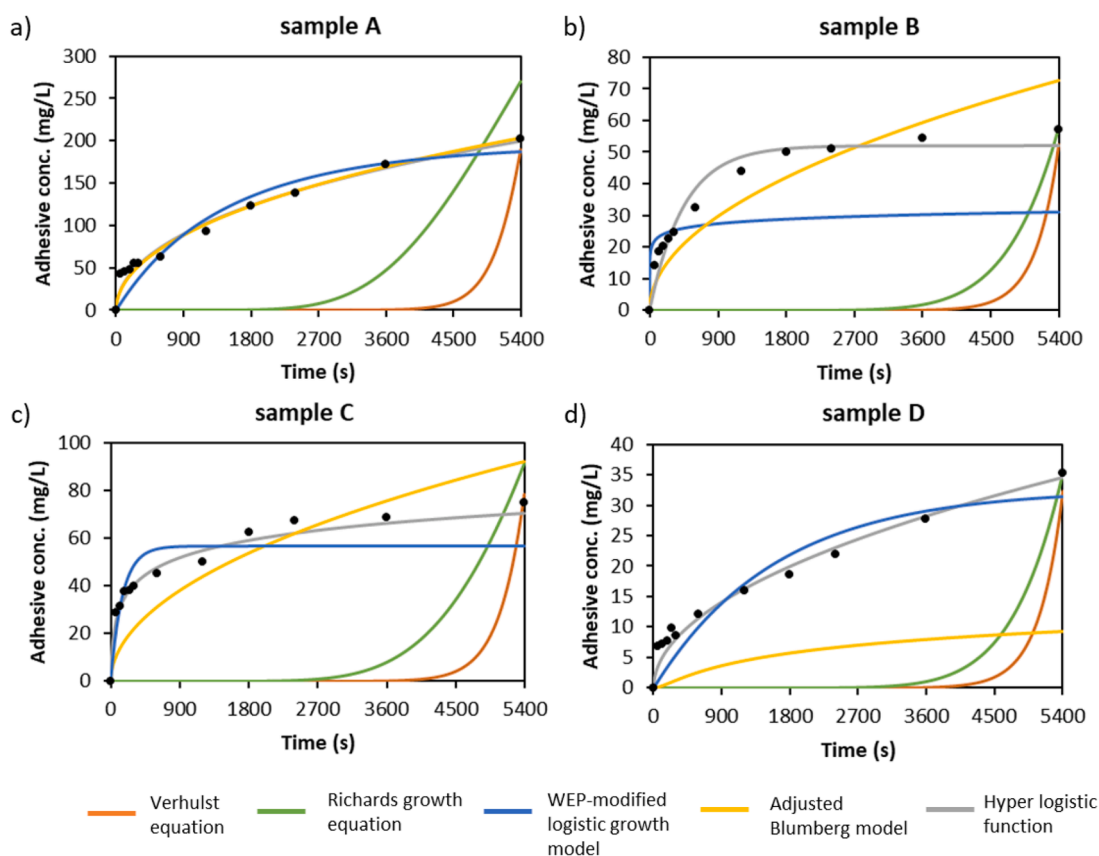 a)
sample A
Adhesive conc. (mg/L)
300
250
200
150
100
50
0
0 900 1800 2700 3600 4500 5400
Time (s)
b)
sample B
Adhesive conc. (mg/L)
80
70
60
50
40
30
20
10
0
0 900 1800 2700 3600 4500 5400
Time (s)
c)
sample C
Adhesive conc. (mg/L)
100
80
60
40
20
0
0 900 1800 2700 3600 4500 5400
Time (s)
d)
sample D
Adhesive conc. (mg/L)
40
35
30
25
20
15
10
5
0
0 900 1800 2700 3600 4500 5400
Time (s)
Verhulst
equation
Richards growth
equation
WEP-modified
logistic growth
model
Adjusted
Blumberg model
Hyper logistic
function